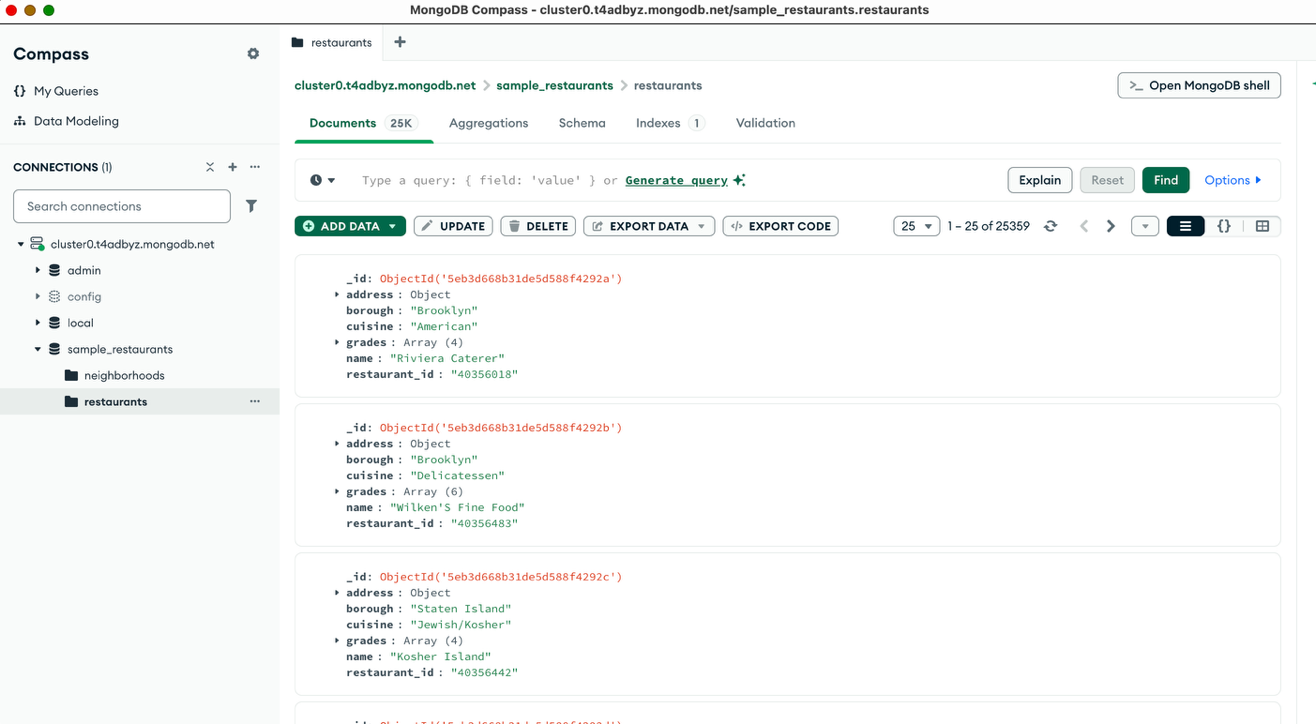 MongoDB Compass - cluster0.t4adbyz.mongodb.net/sample_restaurants.restaurants
Compass
{} My Queries
Data Modeling
CONNECTIONS (1)
Search connections
cluster0.t4adbyz.mongodb.net
admin
config
local
sample_restaurants
neighborhoods
restaurants
restaurants
cluster0.t4adbyz.mongodb.net > sample_restaurants > restaurants
>_ Open MongoDB shell
Documents 25K Aggregations Schema Indexes 1 Validation
Type a query: { field: 'value' } or Generate query
Explain Reset Find Options
ADD DATA UPDATE DELETE EXPORT DATA </> EXPORT CODE
25 1 – 25 of 25359 {}
_id: ObjectId('5eb3d668b31de5d588f4292a')
address : Object
borough : "Brooklyn"
cuisine : "American"
grades : Array (4)
name : "Riviera Caterer"
restaurant_id : "40356018"
_id: ObjectId('5eb3d668b31de5d588f4292b')
address : Object
borough : "Brooklyn"
cuisine : "Delicatessen"
grades : Array (6)
name : "Wilken'S Fine Food"
restaurant_id : "40356483"
_id: ObjectId('5eb3d668b31de5d588f4292c')
address : Object
borough : "Staten Island"
cuisine : "Jewish/Kosher"
grades : Array (4)
name : "Kosher Island"
restaurant_id : "40356442"